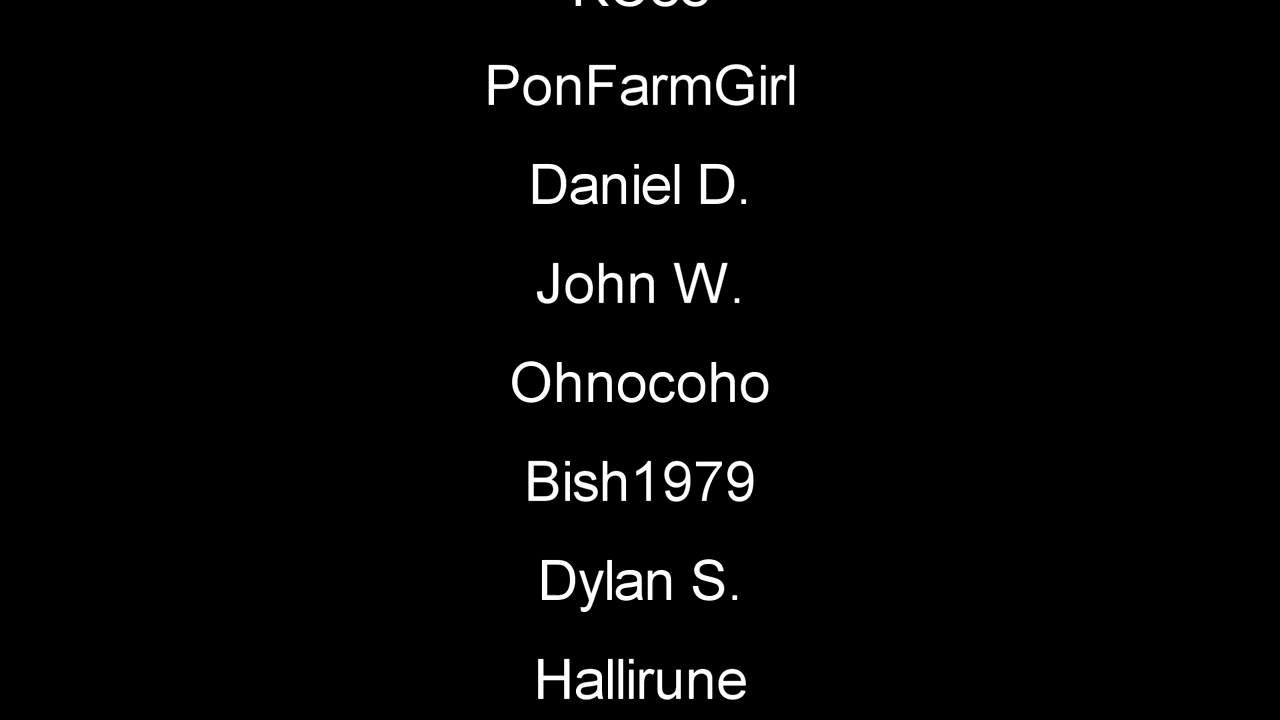 PonFarmGirl
Daniel D.
John W.
Ohnocoho
Bish1979
Dylan S.
Hallirune